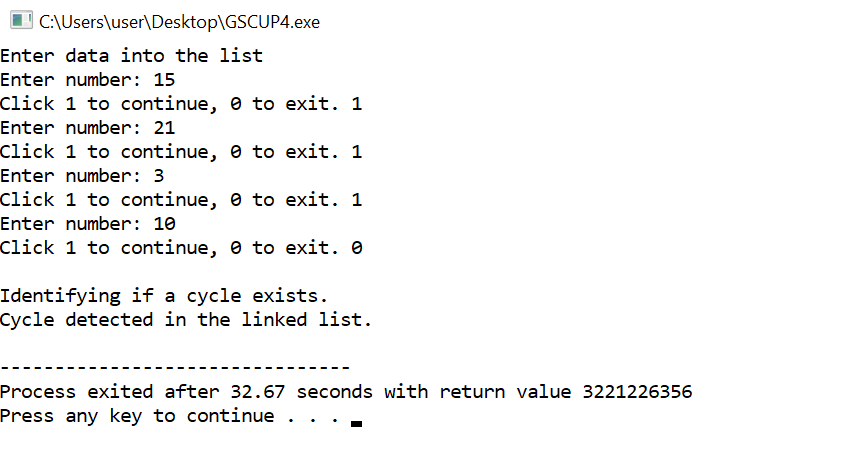 C:\Users\user\Desktop\GSCUP4.exe
Enter data into the list
Enter number: 15
Click 1 to continue, 0 to exit. 1
Enter number: 21
Click 1 to continue, 0 to exit. 1
Enter number: 3
Click 1 to continue, 0 to exit. 1
Enter number: 10
Click 1 to continue, 0 to exit. 0
Identifying if a cycle exists.
Cycle detected in the linked list.
--------------------------------
Process exited after 32.67 seconds with return value 3221226356
Press any key to continue . . .